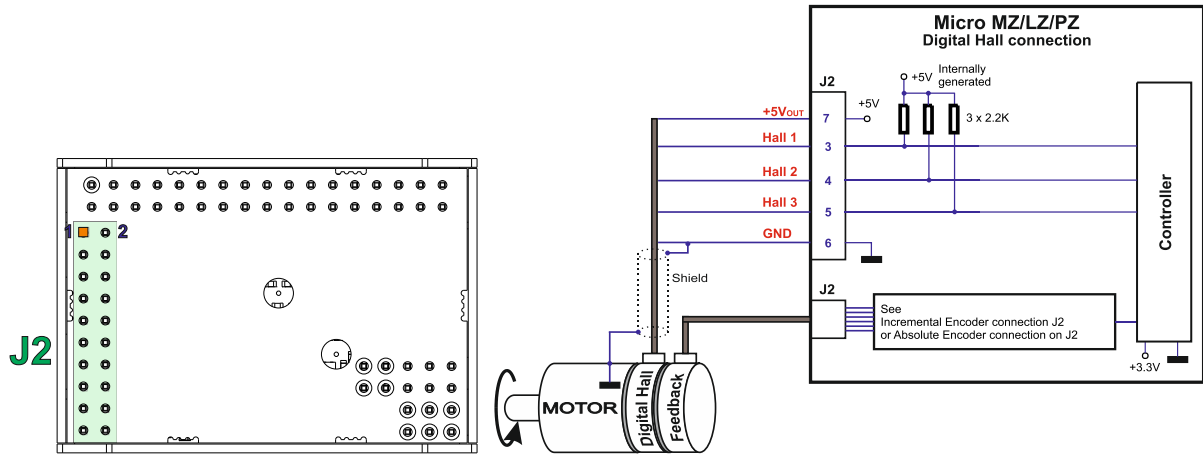 1
2
J2
Micro MZ/LZ/PZ
Digital Hall connection
J2
+5V
Internally
generated
3 x 2.2K
+5VOUT
7
+5V
Hall 1
3
Hall 2
4
Hall 3
5
GND
6
Shield
J2
See
Incremental Encoder connection J2
or Absolute Encoder connection on J2
Controller
+3.3V
MOTOR
Digital Hall
Feedback